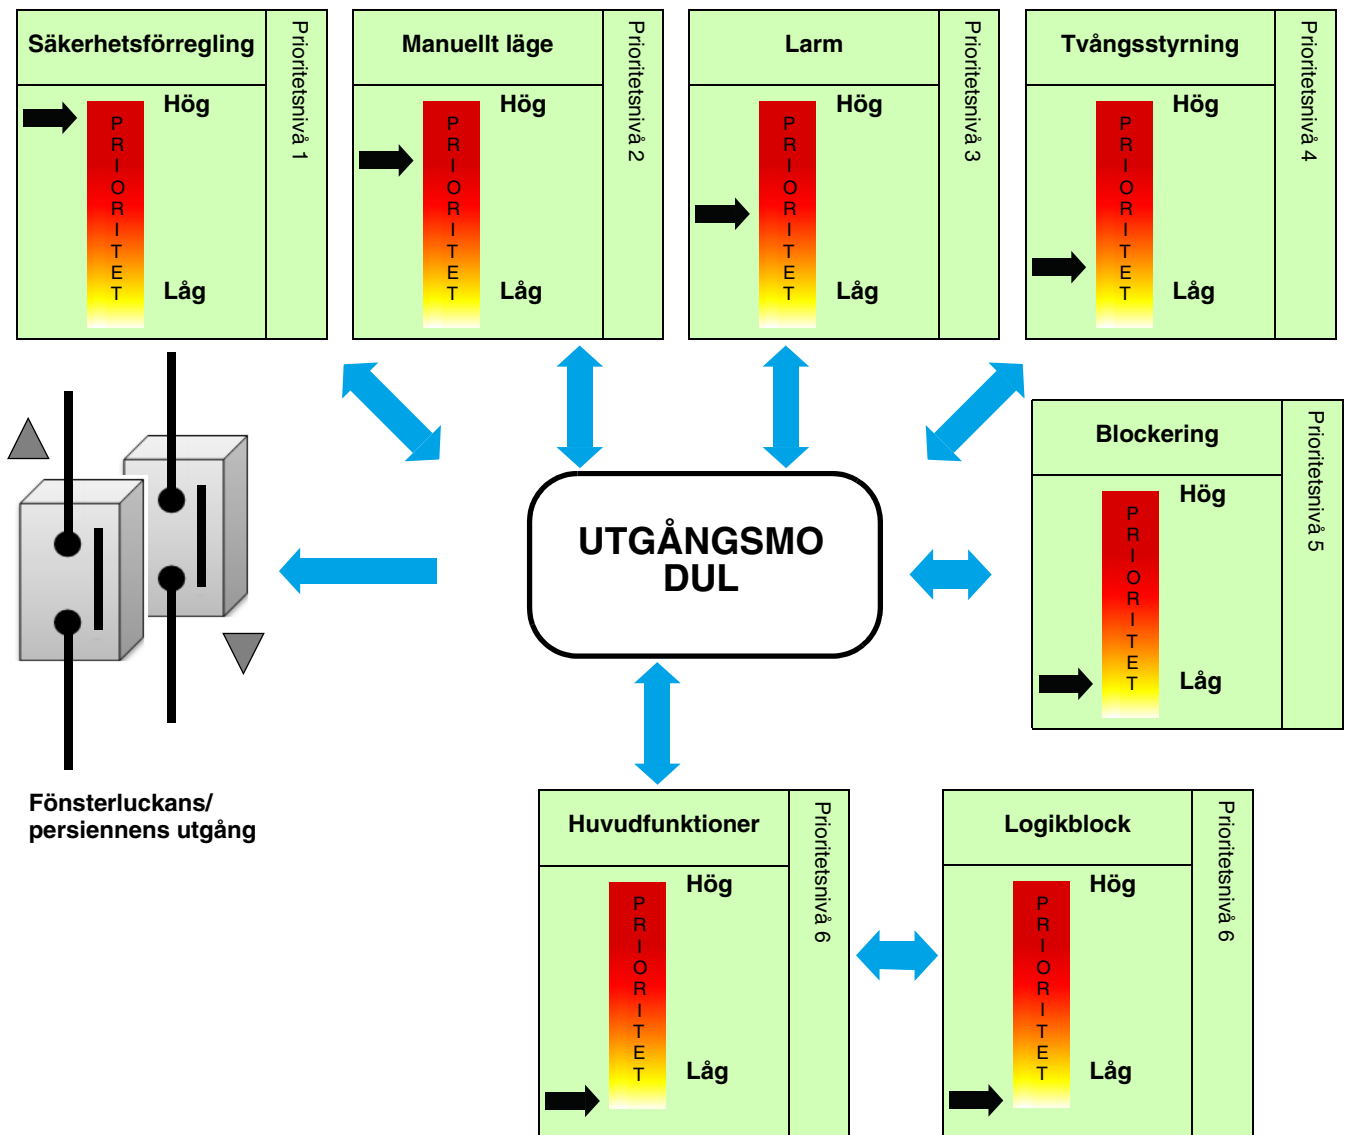 Säkerhetsförregling
Prioritetsnivå 1
Hög
PRIORITET
Låg
Manuellt läge
Prioritetsnivå 2
Hög
PRIORITET
Låg
Larm
Prioritetsnivå 3
Hög
PRIORITET
Låg
Tvångsstyrning
Prioritetsnivå 4
Hög
PRIORITET
Låg
Blockering
Prioritetsnivå 5
Hög
PRIORITET
Låg
UTGÅNGSMO
DUL
Fönsterluckans/
persiennens utgång
Huvudfunktioner
Prioritetsnivå 6
Hög
PRIORITET
Låg
Logikblock
Prioritetsnivå 6
Hög
PRIORITET
Låg